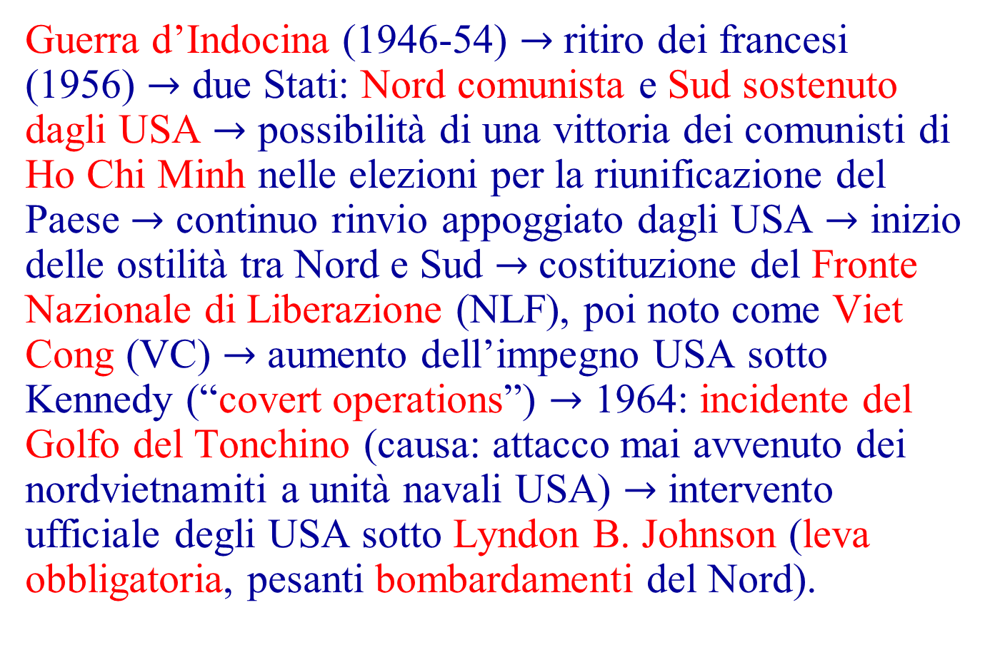 Guerra d’Indocina (1946-54) → ritiro dei francesi
(1956) → due Stati: Nord comunista e Sud sostenuto
dagli USA → possibilità di una vittoria dei comunisti di
Ho Chi Minh nelle elezioni per la riunificazione del
Paese → continuo rinvio appoggiato dagli USA → inizio
delle ostilità tra Nord e Sud → costituzione del Fronte
Nazionale di Liberazione (NLF), poi noto come Viet
Cong (VC) → aumento dell’impegno USA sotto
Kennedy (“covert operations”) → 1964: incidente del
Golfo del Tonchino (causa: attacco mai avvenuto dei
nordvietnamiti a unità navali USA) → intervento
ufficiale degli USA sotto Lyndon B. Johnson (leva
obbligatoria, pesanti bombardamenti del Nord).